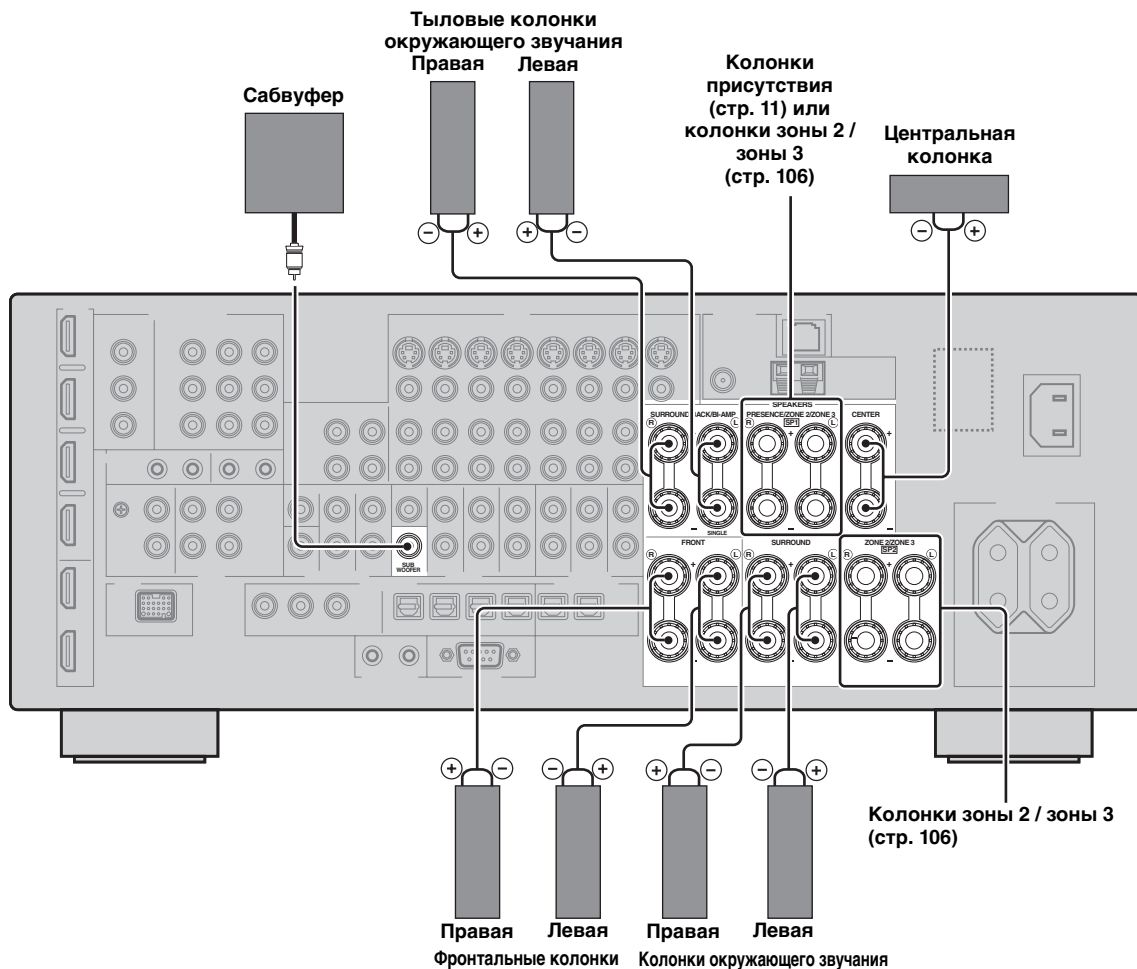 Тыловые колонки
окружающего звучания
Правая Левая
Сабвуфер
Колонки
присутствия
(стр. 11) или
колонки зоны 2 /
зоны 3
(стр. 106)
Центральная
колонка
SPEAKERS
SURROUND BACK/BI-AMP PRESENCE/ZONE 2/ZONE 3 CENTER
R L R SP1 L
+ + +
- - -
SINGLE
SUB
WOOFER
FRONT SURROUND ZONE 2/ZONE 3
R L R L R SP2 L
+ + +
- - -
Колонки зоны 2 / зоны 3
(стр. 106)
Правая Левая Правая Левая
Фронтальные колонки Колонки окружающего звучания